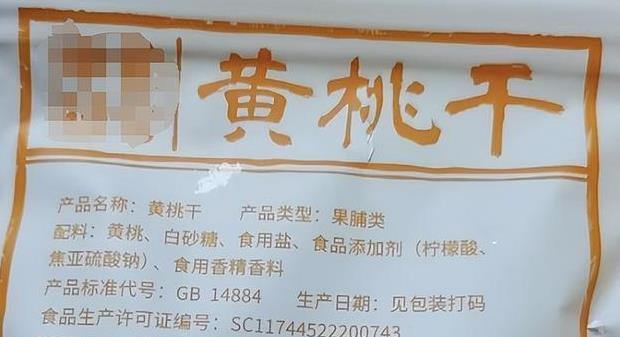 黄桃干
产品名称：黄桃干 产品类型：果脯类
配料：黄桃、白砂糖、食用盐、食品添加剂（柠檬酸、
焦亚硫酸钠）、食用香精香料
产品标准代号：GB 14884 生产日期：见包装打码
食品生产许可证编号：SC11744522200743